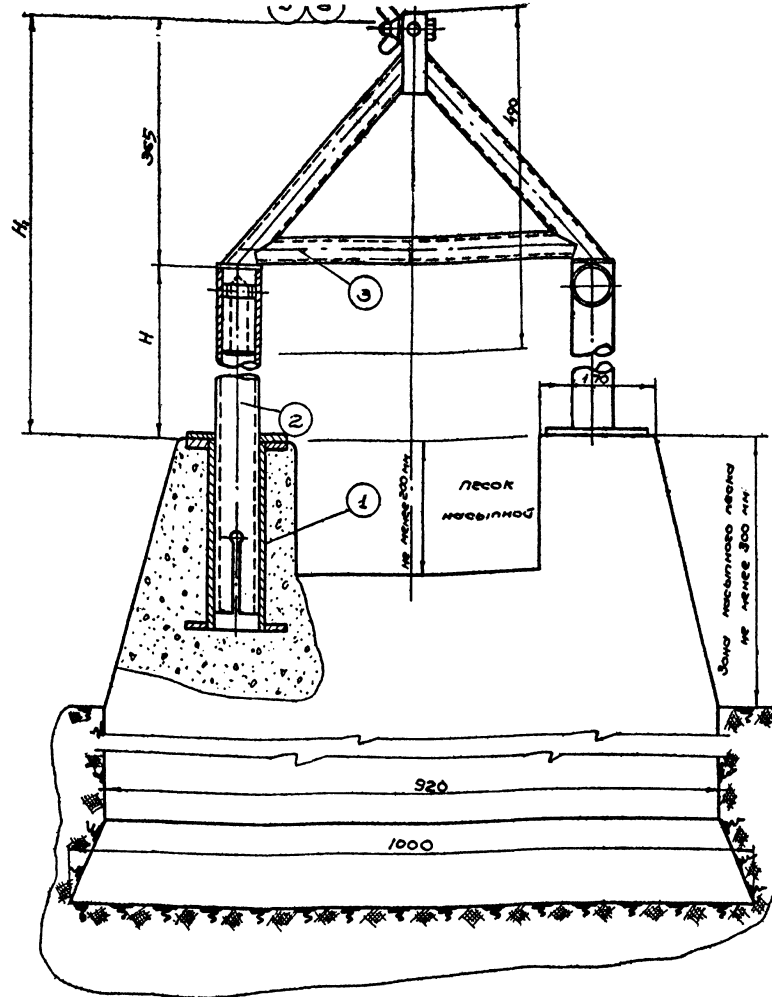 490
365
H₁
3
H
170
2
1
не менее 200 мм
песок
насыпной
Зона насыпного песка
не менее 300 мм
920
1000